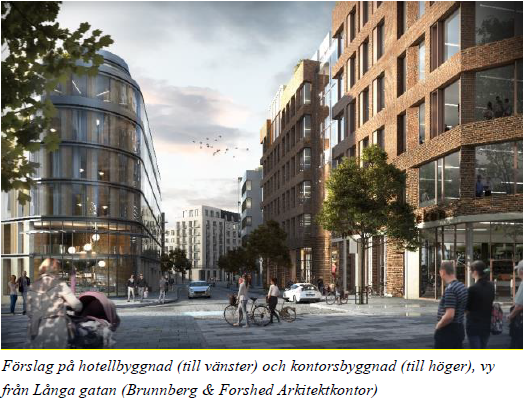 Förslag på hotellbyggnad (till vänster) och kontorsbyggnad (till höger), vy
från Långa gatan (Brunnberg & Forshed Arkitektkontor)